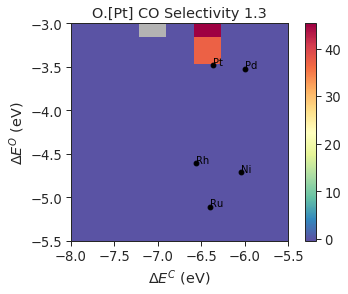 O.[Pt] CO Selectivity 1.3
ΔE^O (eV)
−3.0
−3.5
−4.0
−4.5
−5.0
−5.5
Pt
Pd
Rh
Ni
Ru
−8.0 −7.5 −7.0 −6.5 −6.0 −5.5
ΔE^C (eV)
40
30
20
10
0